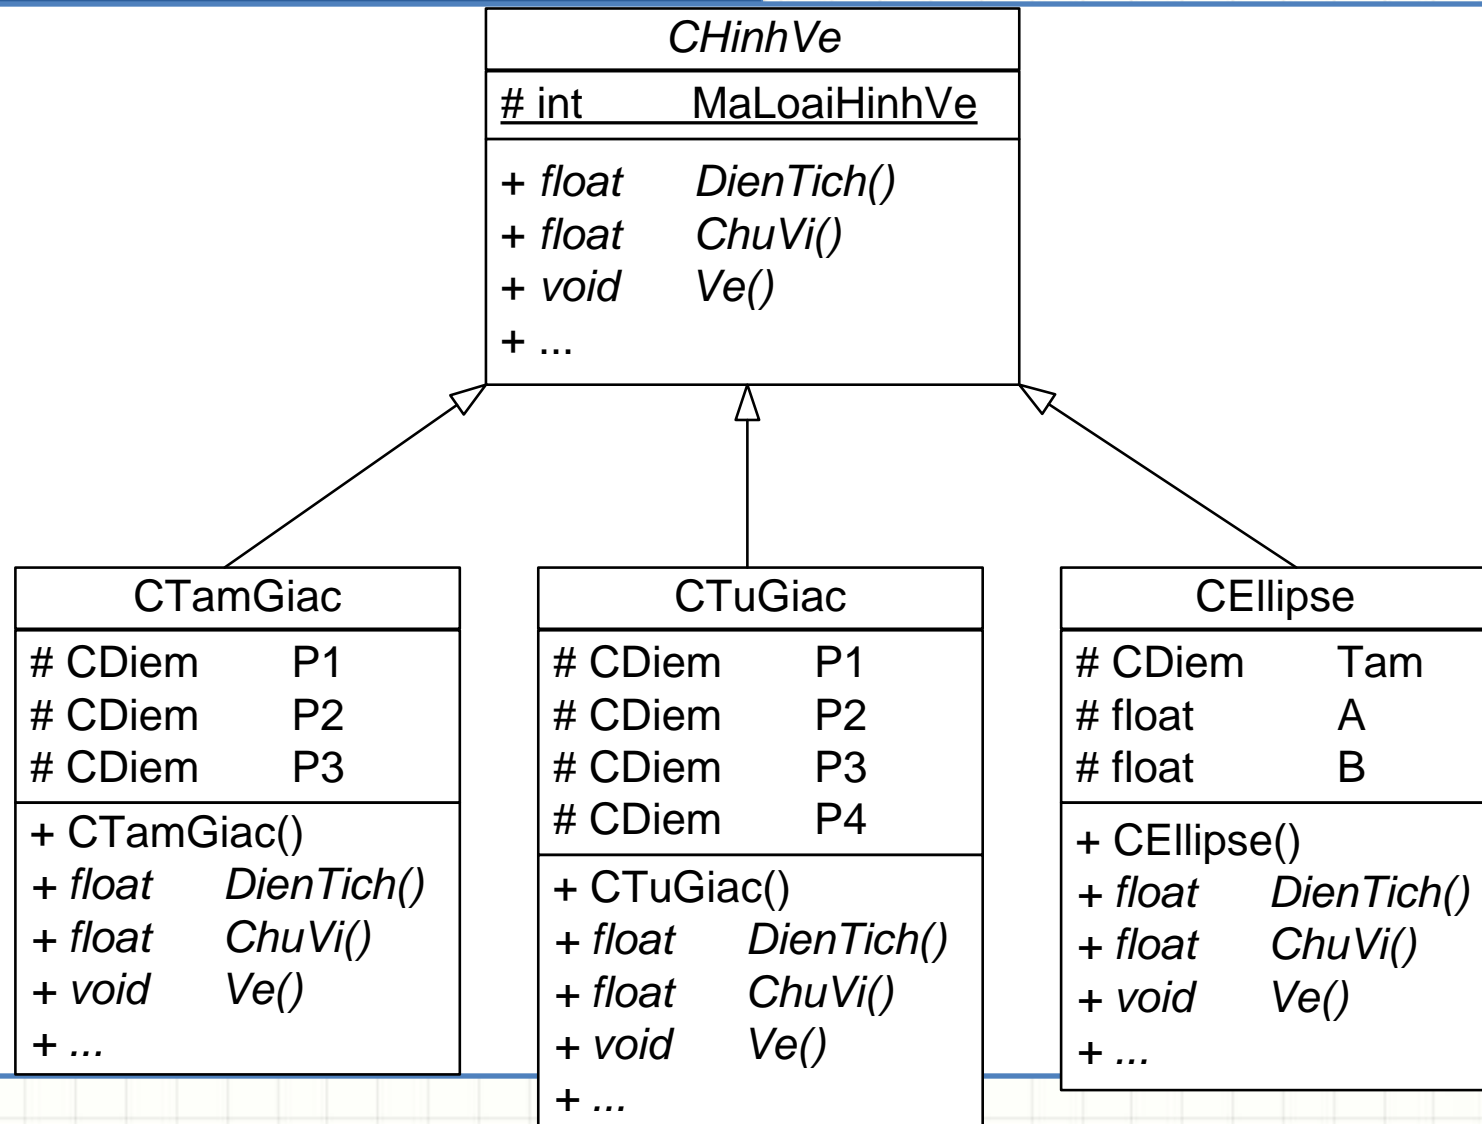 CHinhVe
# int MaLoaiHinhVe
+ float DienTich()
+ float ChuVi()
+ void Ve()
+ ...
CTamGiac
# CDiem P1
# CDiem P2
# CDiem P3
+ CTamGiac()
+ float DienTich()
+ float ChuVi()
+ void Ve()
+ ...
CTuGiac
# CDiem P1
# CDiem P2
# CDiem P3
# CDiem P4
+ CTuGiac()
+ float DienTich()
+ float ChuVi()
+ void Ve()
+ ...
CEllipse
# CDiem Tam
# float A
# float B
+ CEllipse()
+ float DienTich()
+ float ChuVi()
+ void Ve()
+ ...